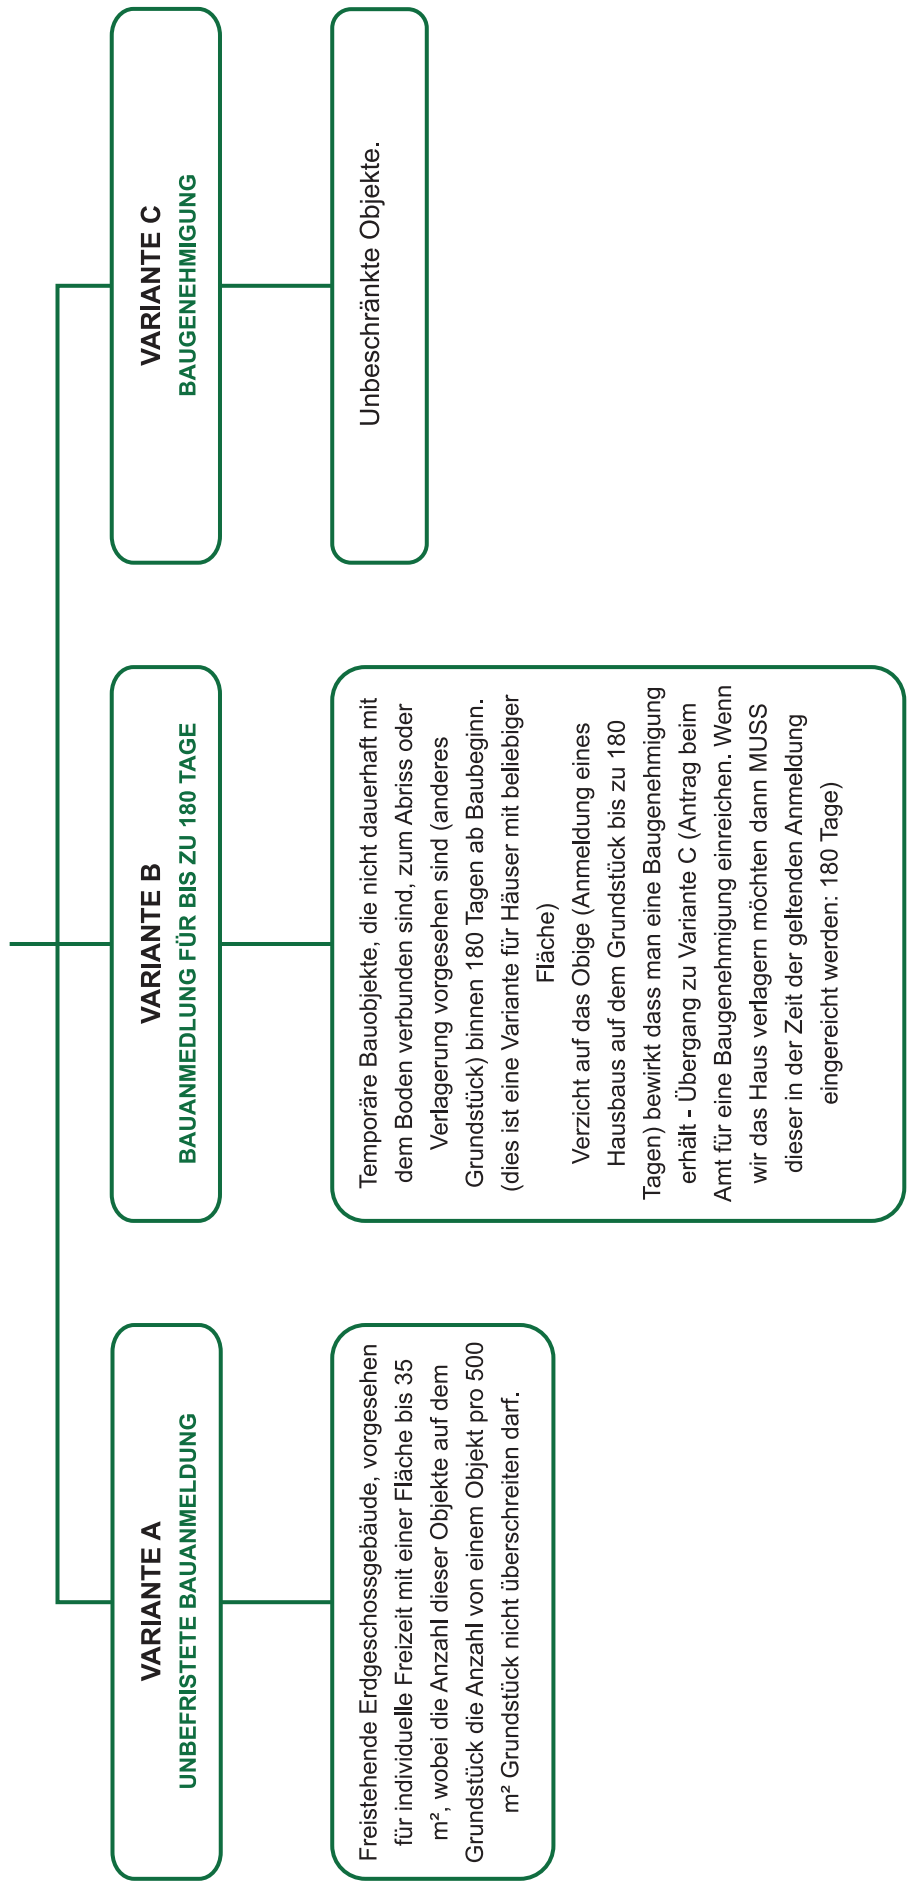 VARIANTE A
UNBEFRISTETE BAUANMELDUNG
Freistehende Erdgeschossgebäude, vorgesehen
für individuelle Freizeit mit einer Fläche bis 35
m², wobei die Anzahl dieser Objekte auf dem
Grundstück die Anzahl von einem Objekt pro 500
m² Grundstück nicht überschreiten darf.
VARIANTE B
BAUANMEDLUNG FÜR BIS ZU 180 TAGE
Temporäre Bauobjekte, die nicht dauerhaft mit
dem Boden verbunden sind, zum Abriss oder
Verlagerung vorgesehen sind (anderes
Grundstück) binnen 180 Tagen ab Baubeginn.
(dies ist eine Variante für Häuser mit beliebiger
Fläche)
Verzicht auf das Obige (Anmeldung eines
Hausbaus auf dem Grundstück bis zu 180
Tagen) bewirkt dass man eine Baugenehmigung
erhält - Übergang zu Variante C (Antrag beim
Amt für eine Baugenehmigung einreichen. Wenn
wir das Haus verlagern möchten dann MUSS
dieser in der Zeit der geltenden Anmeldung
eingereicht werden: 180 Tage)
VARIANTE C
BAUGENEHMIGUNG
Unbeschränkte Objekte.